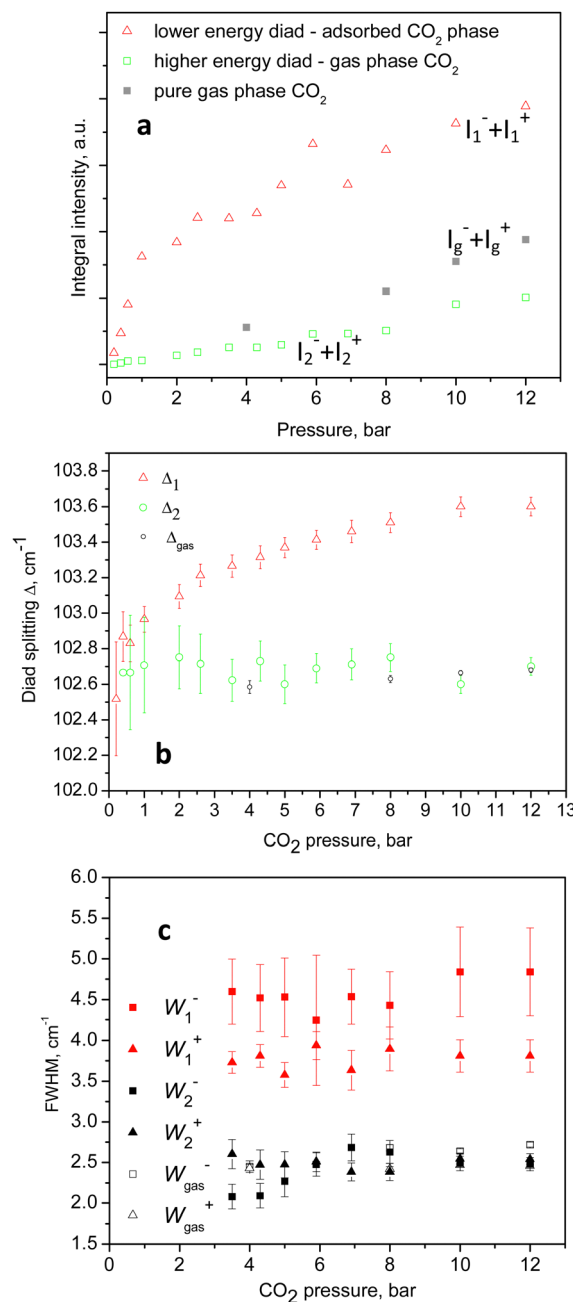 lower energy diad - adsorbed CO₂ phase
higher energy diad - gas phase CO₂
pure gas phase CO₂
a
I₁⁻+I₁⁺
I_g⁻+I_g⁺
I₂⁻+I₂⁺
Integral intensity, a.u.
0 2 4 6 8 10 12
Pressure, bar
103.8
103.4
103.6
103.2
103.0
102.8
102.6
102.4
102.2
102.0
Δ₁
Δ₂
Δgas
Diad splitting Δ, cm⁻¹
b
0 1 2 3 4 5 6 7 8 9 10 11 12 13
CO₂ pressure, bar
6.0
5.5
5.0
4.5
4.0
3.5
3.0
2.5
2.0
1.5
c
W₁⁻
W₁⁺
W₂⁻
W₂⁺
Wgas⁻
Wgas⁺
FWHM, cm⁻¹
0 2 4 6 8 10 12
CO₂ pressure, bar